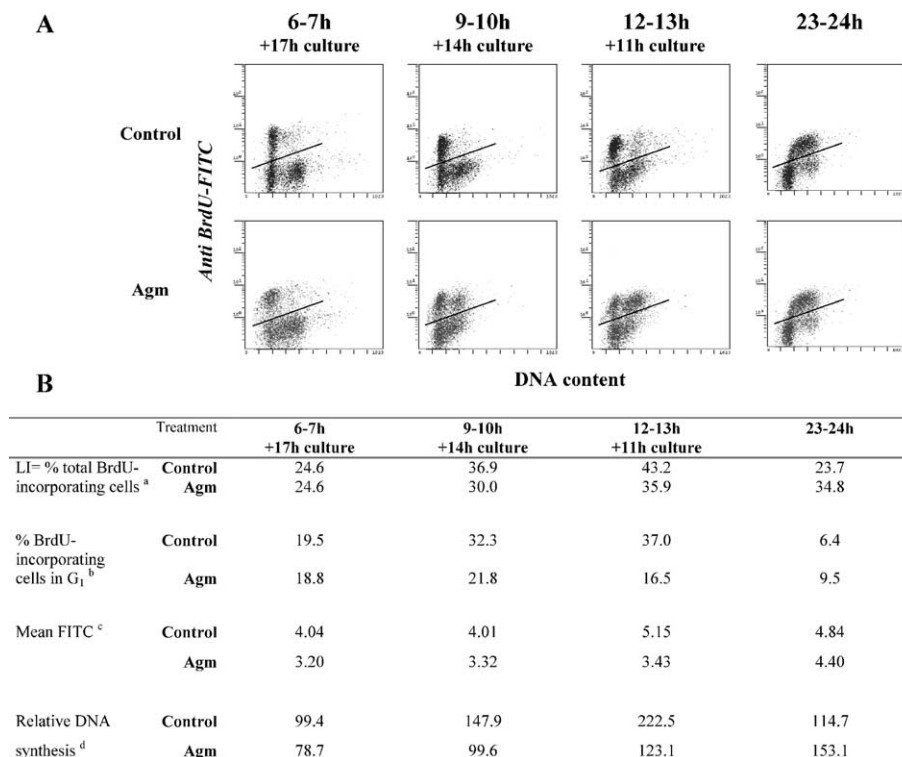 A
6-7h 9-10h 12-13h 23-24h
+17h culture +14h culture +11h culture
Control
Anti BrdU-FITC
Agm
DNA content
B
Treatment 6-7h 9-10h 12-13h 23-24h
+17h culture +14h culture +11h culture
LI= % total BrdU- Control 24.6 36.9 43.2 23.7
incorporating cells a Agm 24.6 30.0 35.9 34.8
% BrdU- Control 19.5 32.3 37.0 6.4
incorporating
cells in G1 b Agm 18.8 21.8 16.5 9.5
Mean FITC c Control 4.04 4.01 5.15 4.84
Agm 3.20 3.32 3.43 4.40
Relative DNA Control 99.4 147.9 222.5 114.7
synthesis d Agm 78.7 99.6 123.1 153.1